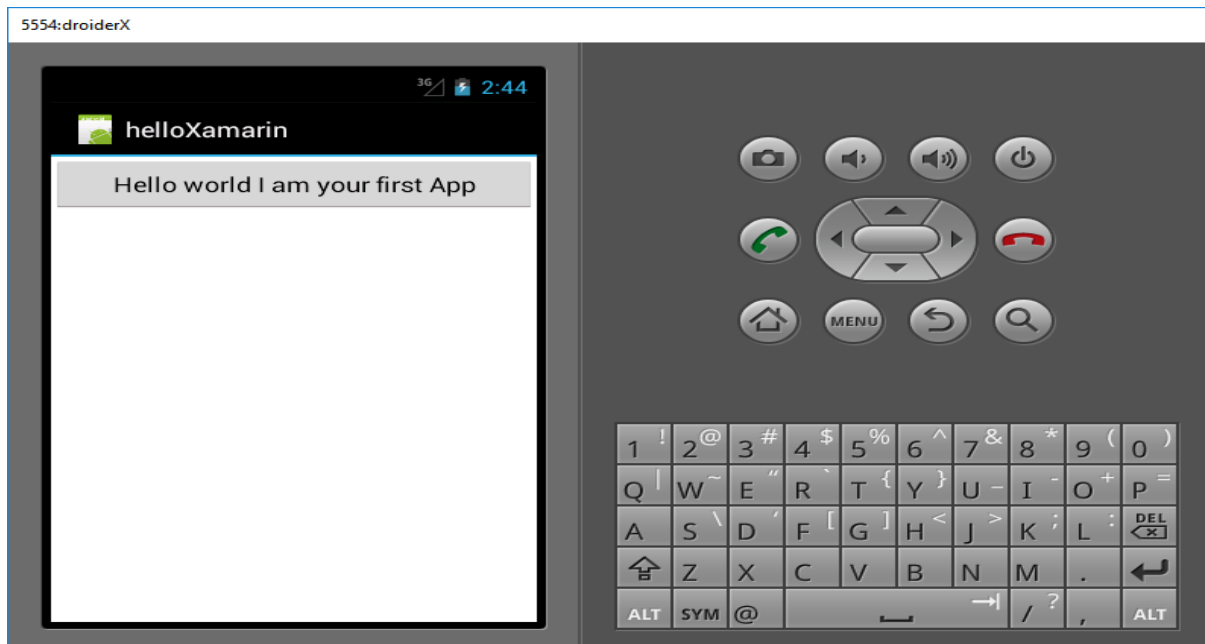 5554:droiderX
3G 2:44
helloXamarin
Hello world I am your first App
MENU
1 ! 2 @ 3 # 4 $ 5 % 6 ^ 7 & 8 * 9 ( 0 )
Q | W ~ E " R ` T { Y } U _ I - O + P =
A S \ D ' F [ G ] H < J > K ; L : DEL
Z X C V B N M .
ALT SYM @ / ? , ALT